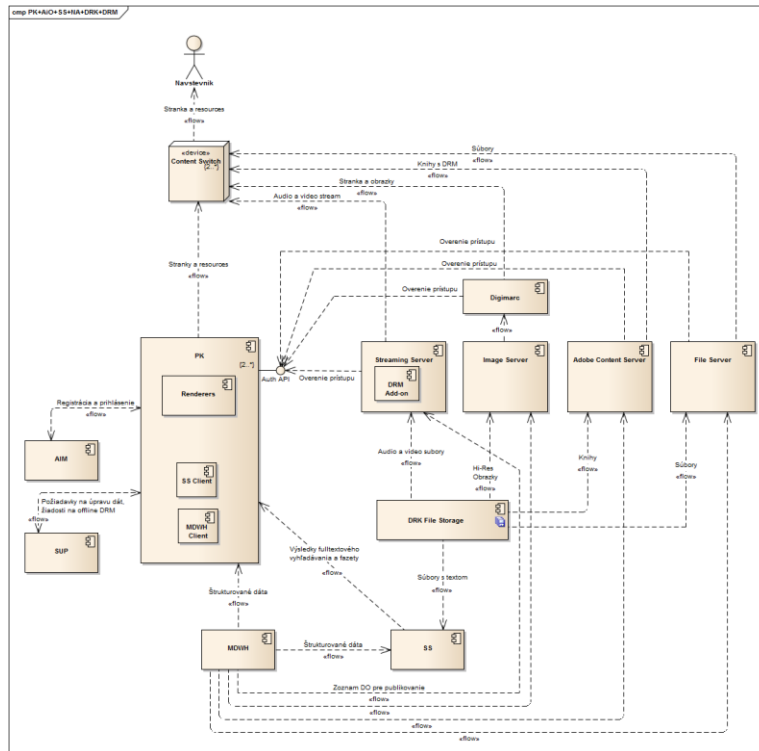 cmp PK+AiO+SS+NA+DRK+DRM
Navstevnik
Stranka a resources
«flow»
«device»
Content Switch
[2..*]
Súbory
«flow»
Knihy s DRM
«flow»
Stranka a obrazky
«flow»
Audio a video stream
«flow»
Stranky a resources
«flow»
Overenie prístupu
Overenie prístupu
Overenie prístupu
Digimarc
«flow»
PK
[2..*]
Auth API
Overenie prístupu
Streaming Server
DRM
Add-on
Image Server
Adobe Content Server
File Server
Renderers
Registrácia a prihlásenie
«flow»
AIM
SS Client
Požiadavky na úpravu dát,
žiadosti na offline DRM
«flow»
SUP
MDWH
Client
Audio a video subory
«flow»
Hi-Res
Obrazky
«flow»
Knihy
«flow»
Súbory
«flow»
DRK File Storage
Výsledky fulltextového
vyhľadávania a fazety
«flow»
Súbory s textom
«flow»
Štrukturované dáta
«flow»
MDWH
Štrukturované dáta
«flow»
SS
Zoznam DO pre publikovanie
«flow»
«flow»
«flow»
«flow»